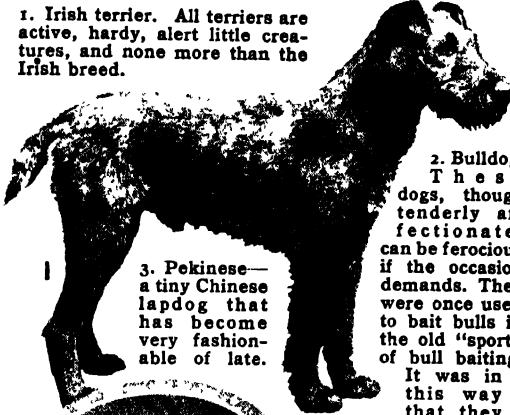 1. Irish terrier. All terriers are
active, hardy, alert little crea-
tures, and none more than the
Irish breed.
2. Bulldo
Thes
dogs, thoug
tenderly a
fectionate
can be ferociou
if the occasio
demands. The
were once use
to bait bulls i
the old "sport
of bull baiting
It was in
this way
that they
3. Pekinese—
a tiny Chinese
lapdog that
has become
very fashion-
able of late.